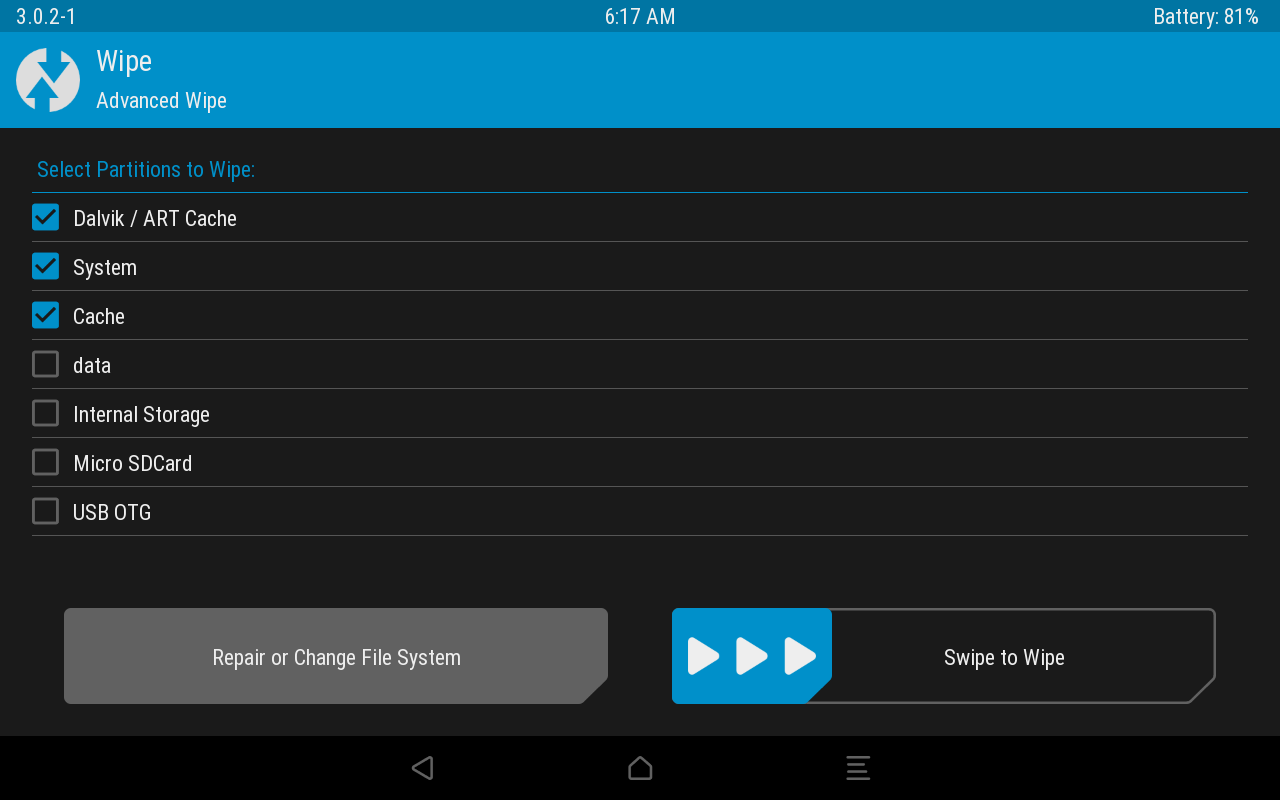 3.0.2-1 6:17 AM Battery: 81%
Wipe
Advanced Wipe
Select Partitions to Wipe:
Dalvik / ART Cache
System
Cache
data
Internal Storage
Micro SDCard
USB OTG
Repair or Change File System
Swipe to Wipe